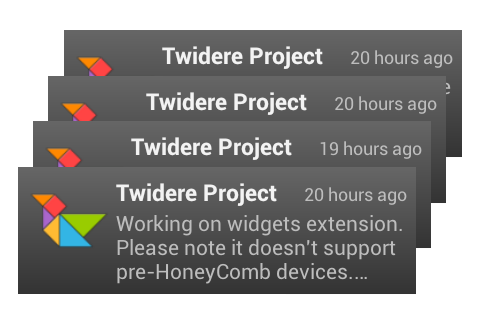 Twidere Project 20 hours ago
Twidere Project 20 hours ago
Twidere Project 19 hours ago
Twidere Project 20 hours ago
Working on widgets extension.
Please note it doesn't support
pre-HoneyComb devices....